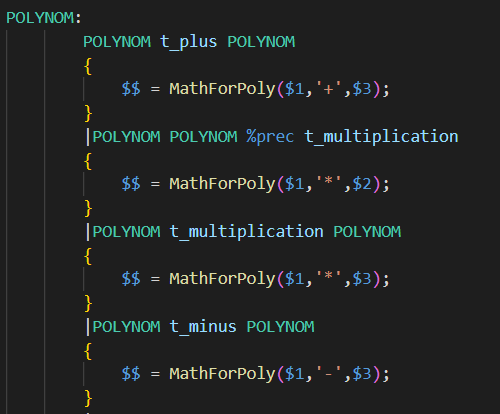 POLYNOM:
POLYNOM t_plus POLYNOM
{
$$ = MathForPoly($1,'+',$3);
}
|POLYNOM POLYNOM %prec t_multiplication
{
$$ = MathForPoly($1,'*',$2);
}
|POLYNOM t_multiplication POLYNOM
{
$$ = MathForPoly($1,'*',$3);
}
|POLYNOM t_minus POLYNOM
{
$$ = MathForPoly($1,'-',$3);
}